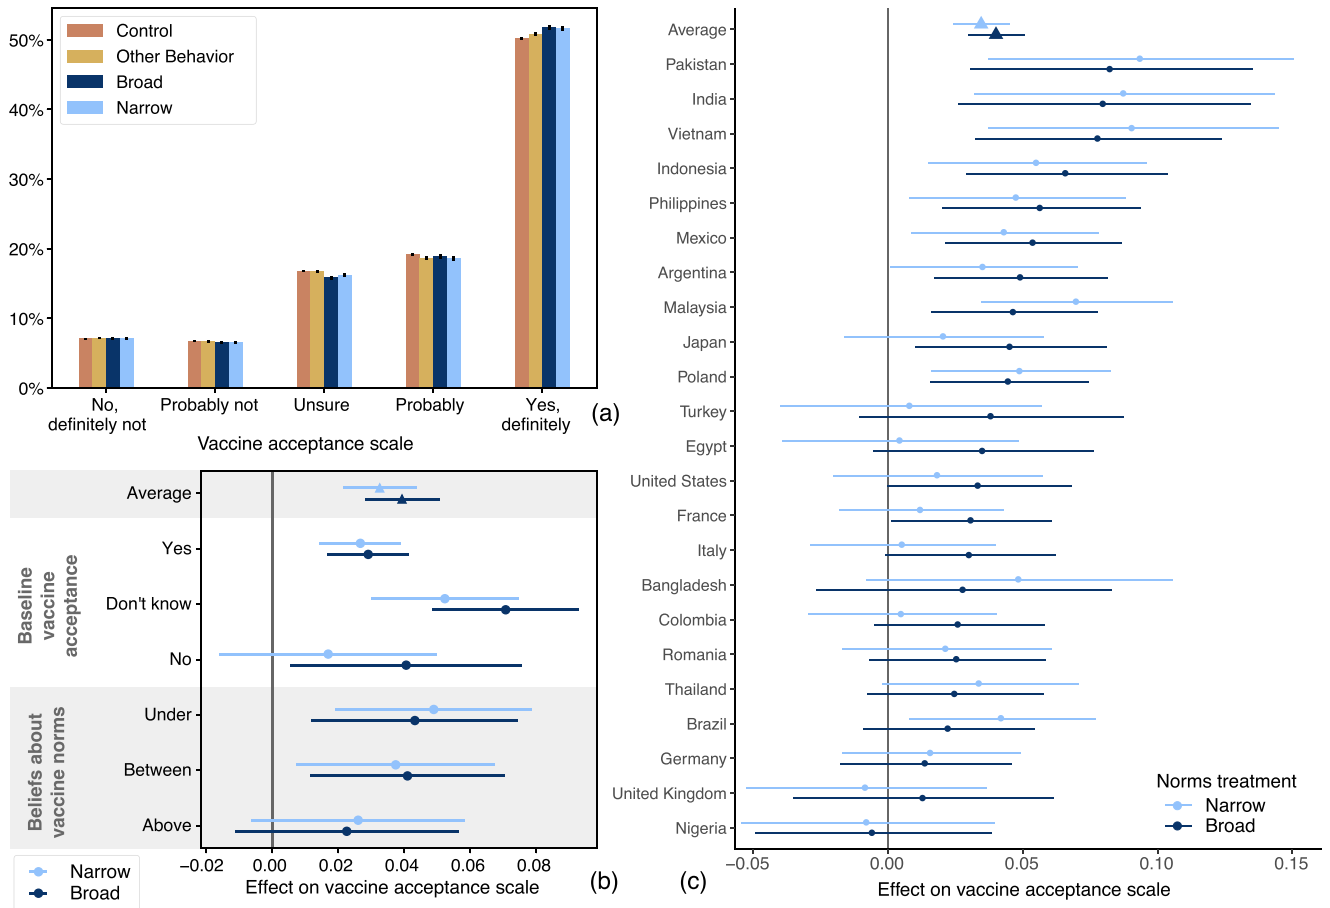 50%
40%
30%
20%
10%
0%
Control
Other Behavior
Broad
Narrow
No,
definitely not
Probably not
Unsure
Probably
Yes,
definitely
Vaccine acceptance scale
(a)
Baseline
vaccine
acceptance
Beliefs about
vaccine norms
Average
Yes
Don't know
No
Under
Between
Above
−0.02
0.00
0.02
0.04
0.06
0.08
Effect on vaccine acceptance scale
Narrow
Broad
(b)
Average
Pakistan
India
Vietnam
Indonesia
Philippines
Mexico
Argentina
Malaysia
Japan
Poland
Turkey
Egypt
United States
France
Italy
Bangladesh
Colombia
Romania
Thailand
Brazil
Germany
United Kingdom
Nigeria
Norms treatment
Narrow
Broad
−0.05
0.00
0.05
0.10
0.15
Effect on vaccine acceptance scale
(c)